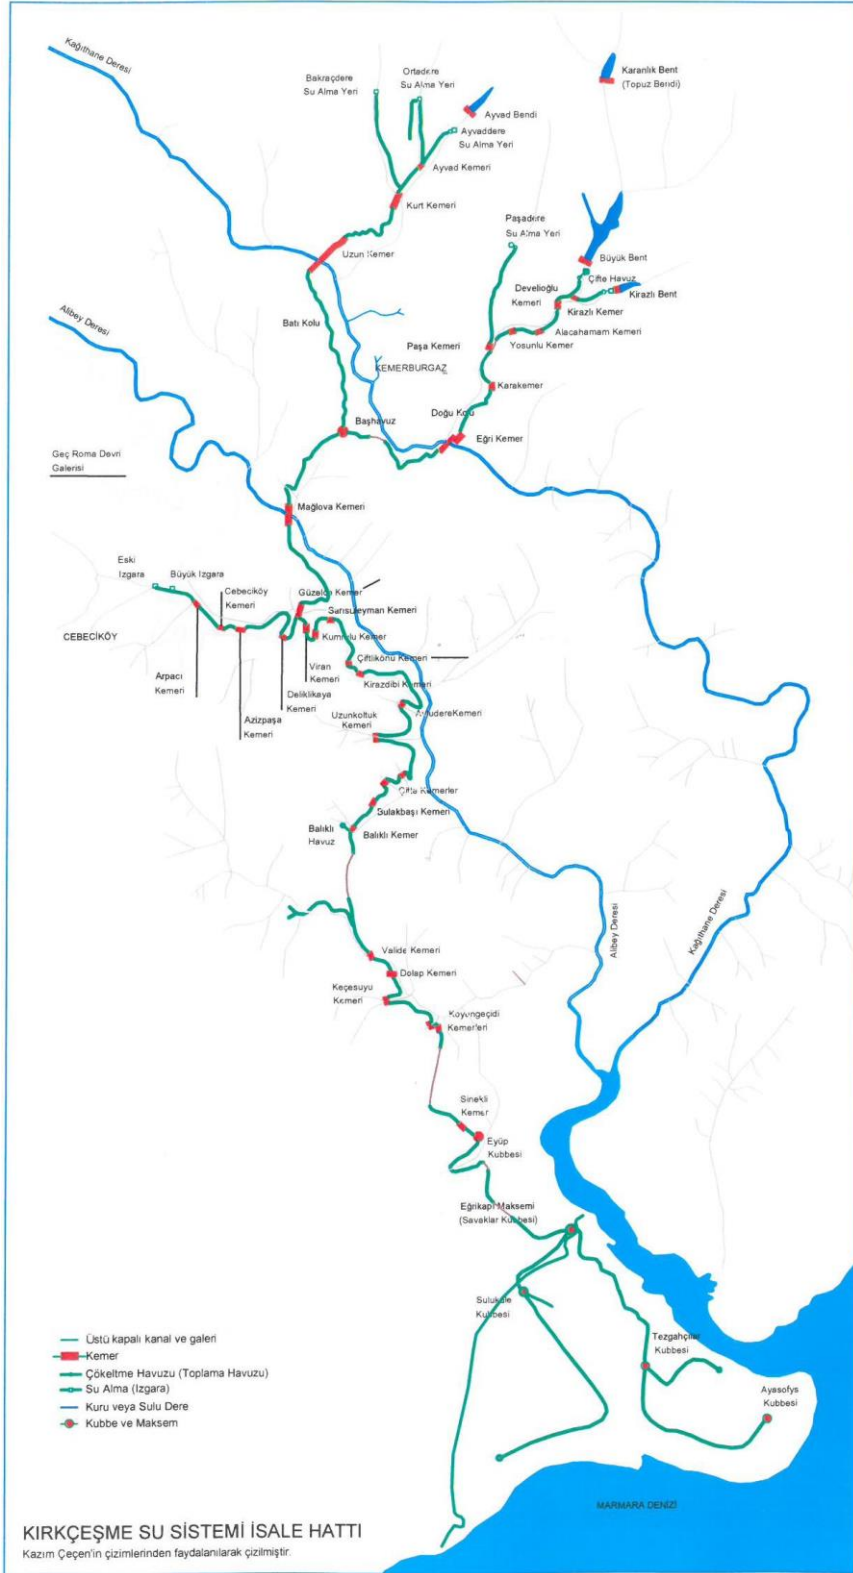 Kağıthane Deresi
Bakraçdere
Su Alma Yeri
Ortadere
Su Alma Yeri
Ayvad Bendi
Ayvaddere
Su Alma Yeri
Ayvad Kemeri
Karanlık Bent
(Topuz Bendi)
Kurt Kemeri
Uzun Kemer
Paşadere
Su Alma Yeri
Büyük Bent
Çifte Havuz
Kirazlı Bent
Develioğlu
Kemeri
Kirazlı Kemer
Alacahamam Kemeri
Yosunlu Kemer
Paşa Kemeri
Alibey Deresi
Batı Kolu
KEMERBURGAZ
Karakemer
Doğu Kolu
Eğri Kemer
Başhavuz
Geç Roma Devri
Galerisi
Mağlova Kemeri
Eski
Izgara
Büyük Izgara
Cebeciköy
Kemeri
Güzelce Kemer
Sarısüleyman Kemeri
Kumrulu Kemer
CEBECİKÖY
Arpacı
Kemeri
Azizpaşa
Kemeri
Deliklikaya
Kemeri
Viran
Kemeri
Çiftlikönü Kemeri
Kirazdibi Kemeri
Uzunkoltuk
Kemeri
Çifte Kemerler
Bulakbaşı Kemeri
Balıklı
Havuz
Balıklı Kemer
Alibey Deresi
Kağıthane Deresi
Valide Kemeri
Dolap Kemeri
Keçesuyu
Kemeri
Koyungeçidi
Kemerleri
Sinekli
Kemer
Eyüp
Kubbesi
Eğrikapı Maksemi
(Savaklar Kubbesi)
Sulukule
Kubbesi
Tezgahçılar
Kubbesi
Ayasofys
Kubbesi
MARMARA DENİZİ
Üstü kapalı kanal ve galeri
Kemer
Çökeltme Havuzu (Toplama Havuzu)
Su Alma (Izgara)
Kuru veya Sulu Dere
Kubbe ve Maksem
KIRKÇEŞME SU SİSTEMİ İSALE HATTI
Kazım Çeçen'in çizimlerinden faydalanılarak çizilmiştir.